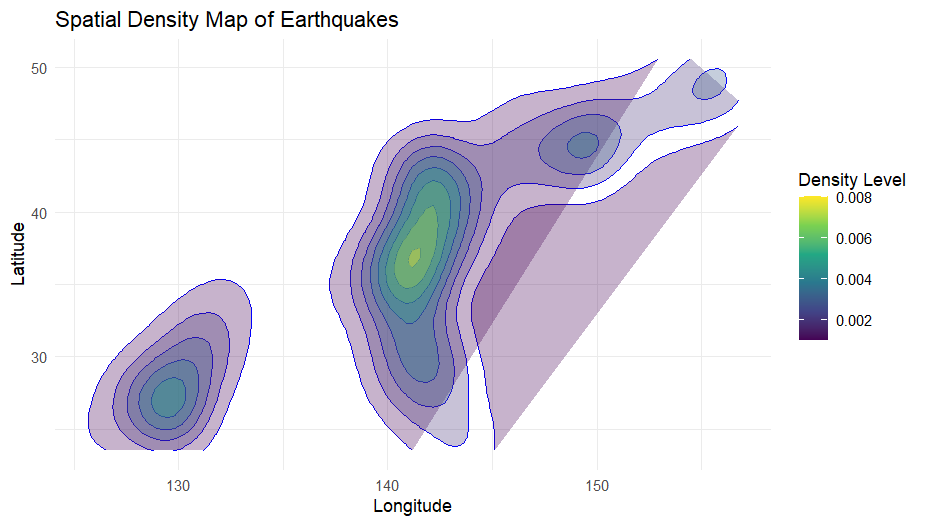 Spatial Density Map of Earthquakes
50
40
30
Latitude
130
140
150
Longitude
Density Level
0.008
0.006
0.004
0.002